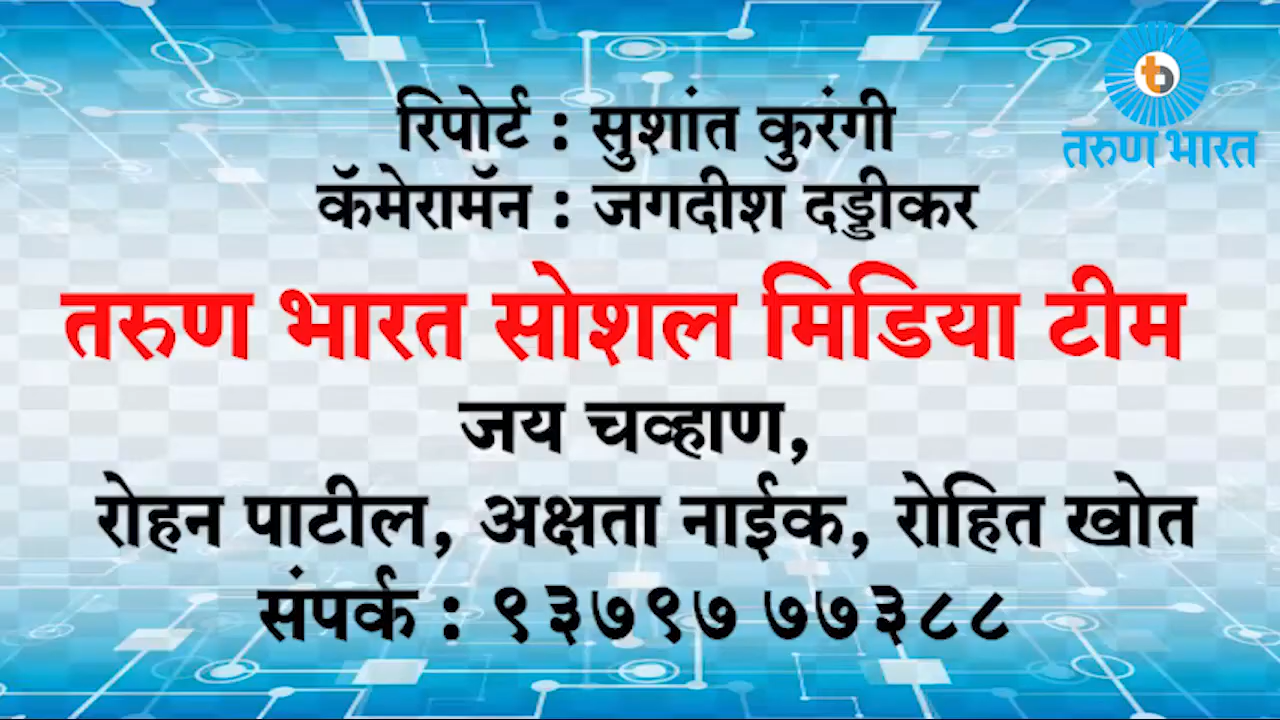 रिपोर्ट : सुशांत कुरंगी
कॅमेरामॅन : जगदीश दड्डीकर
तरुण भारत
तरुण भारत सोशल मिडिया टीम
जय चव्हाण,
रोहन पाटील, अक्षता नाईक, रोहित खोत
संपर्क : ९३७९७ ७७३८८